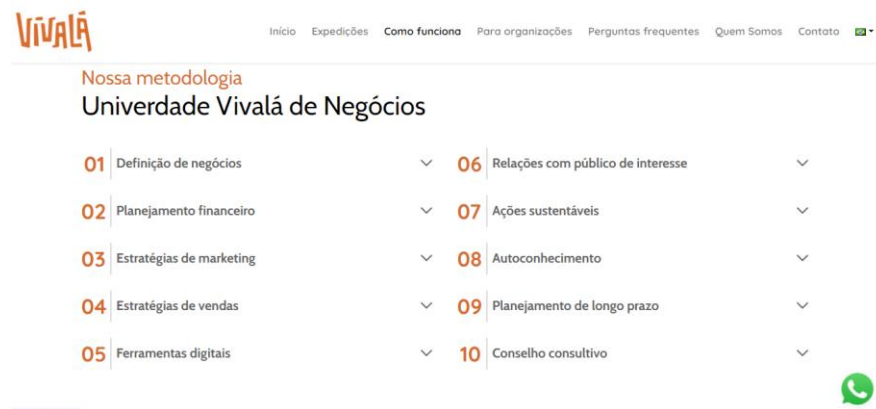 VIVALÁ
Início Expedições Como funciona Para organizações Perguntas frequentes Quem Somos Contato
Nossa metodologia
Univerdade Vivalá de Negócios
01 Definição de negócios
02 Planejamento financeiro
03 Estratégias de marketing
04 Estratégias de vendas
05 Ferramentas digitais
06 Relações com público de interesse
07 Ações sustentáveis
08 Autoconhecimento
09 Planejamento de longo prazo
10 Conselho consultivo